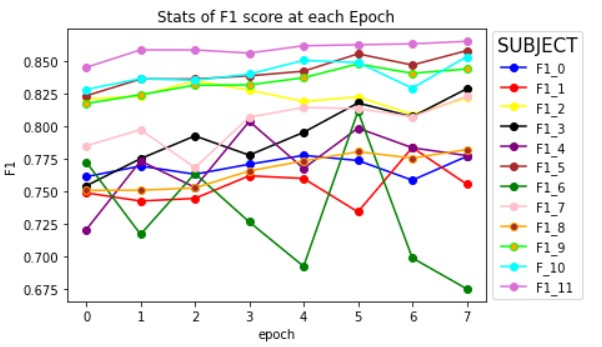 Stats of F1 score at each Epoch
F1
0.850
0.825
0.800
0.775
0.750
0.725
0.700
0.675
0 1 2 3 4 5 6 7
epoch
SUBJECT
F1_0
F1_1
F1_2
F1_3
F1_4
F1_5
F1_6
F1_7
F1_8
F1_9
F_10
F1_11